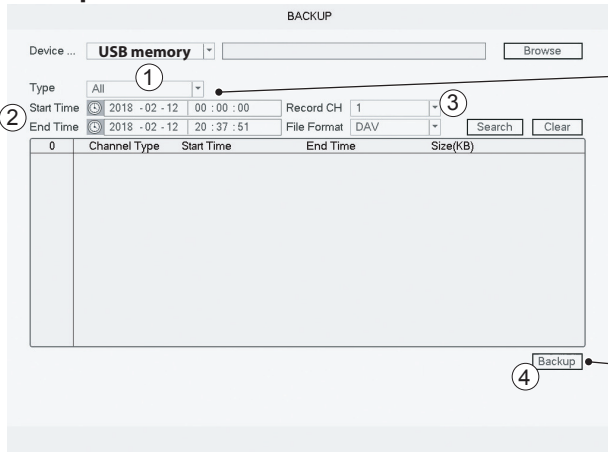 BACKUP
Device ... USB memory Browse
1
Type All
Start Time 2018 - 02 - 12 00 : 00 : 00 Record CH 1 3
2
End Time 2018 - 02 - 12 20 : 37 : 51 File Format DAV Search Clear
0 Channel Type Start Time End Time Size(KB)
Backup
4